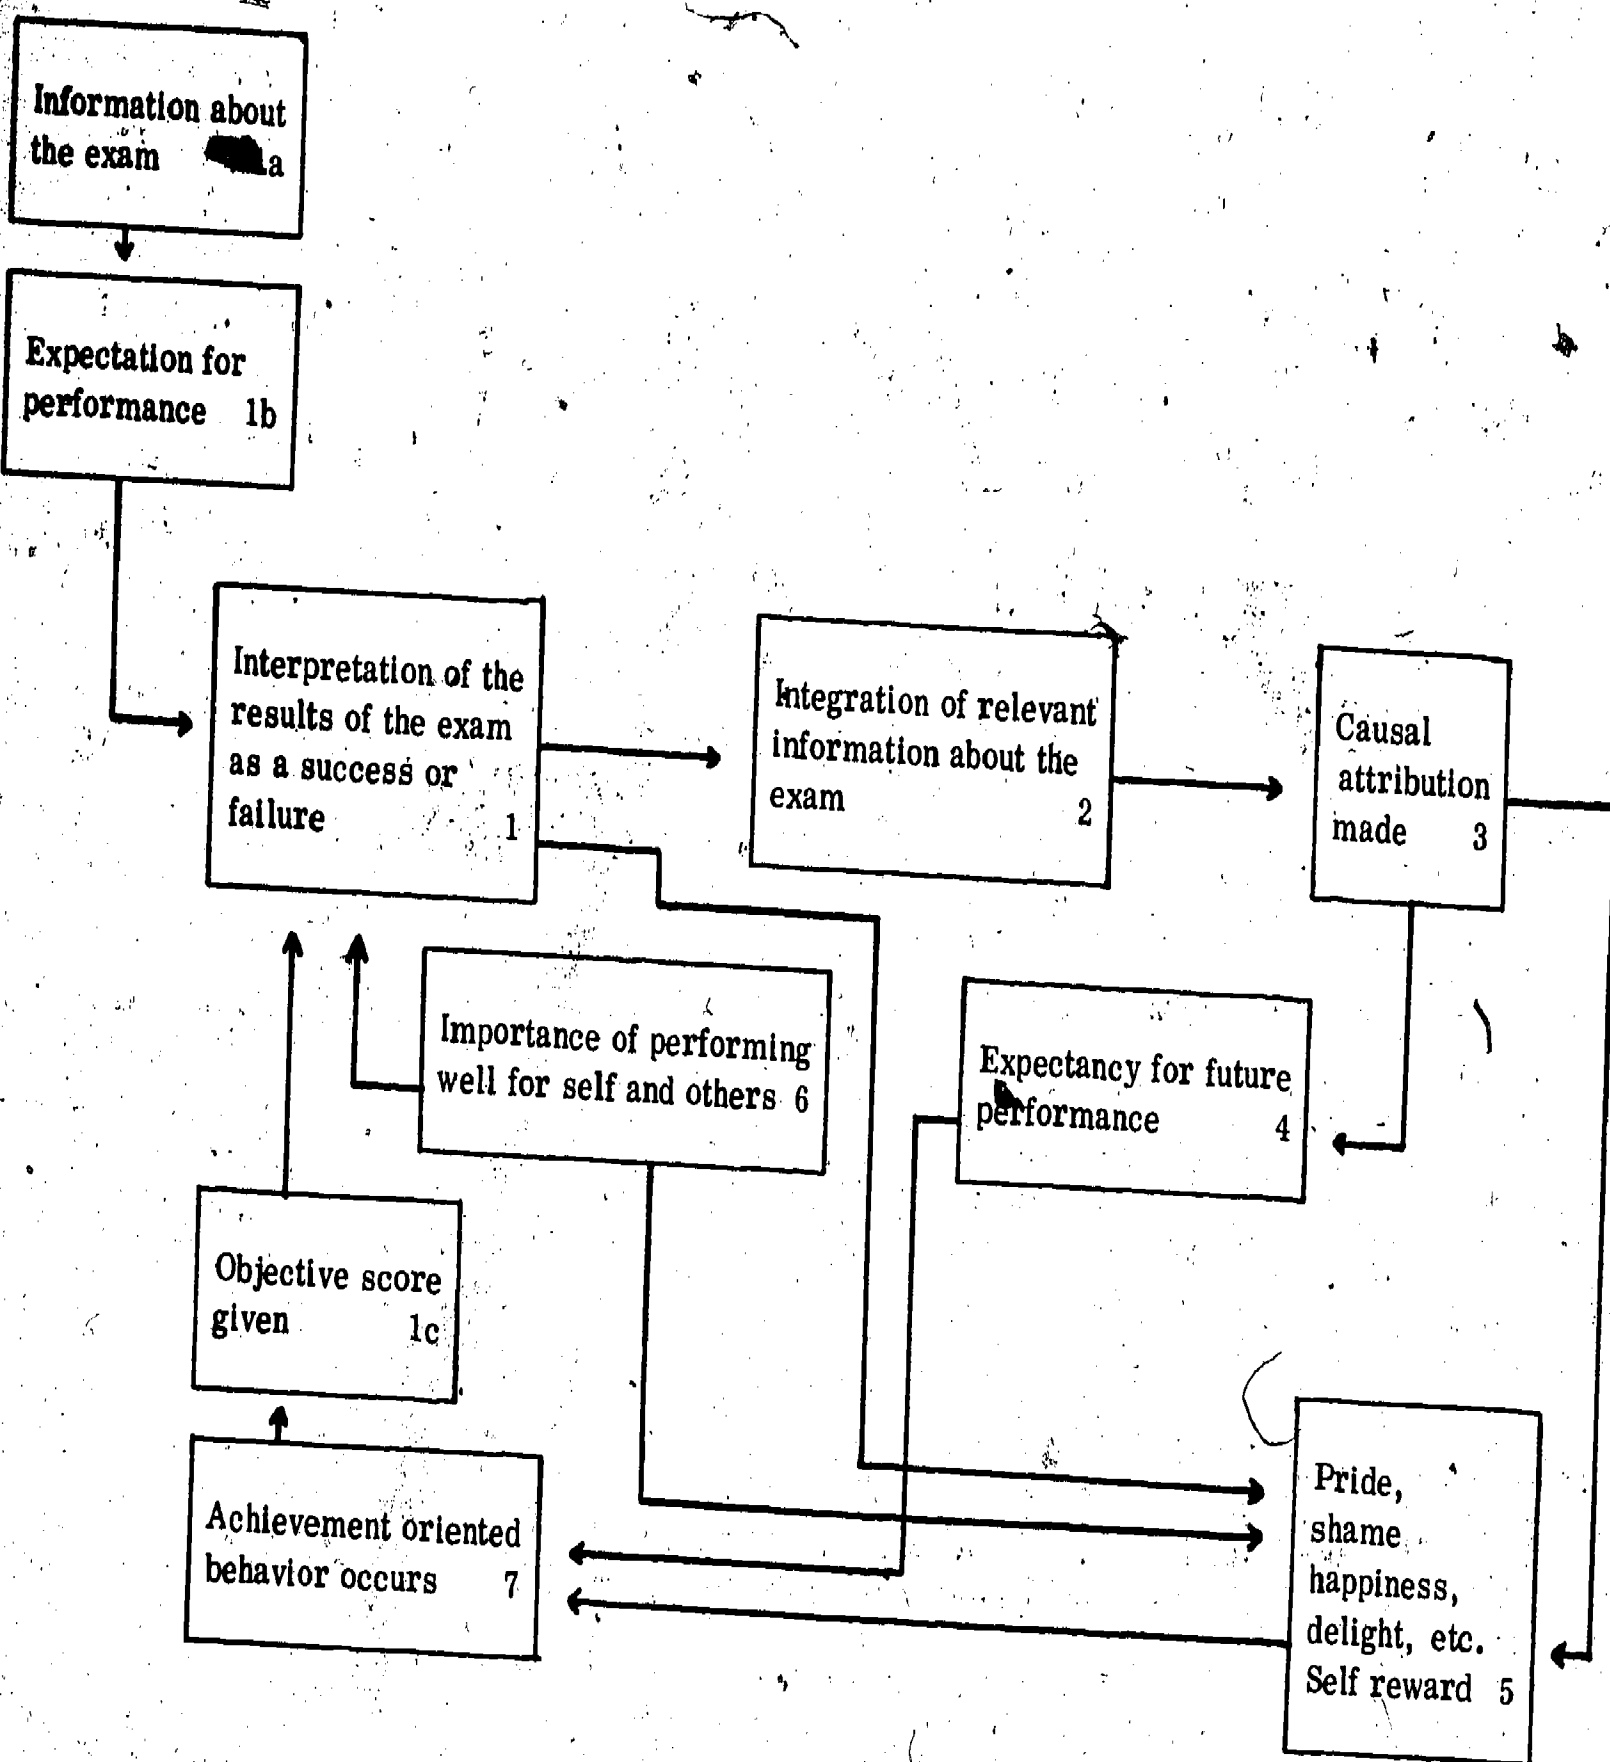 Information about
the exam a
Expectation for
performance 1b
Interpretation of the
results of the exam
as a success or
failure 1
Integration of relevant
information about the
exam 2
Causal
attribution
made 3
Importance of performing
well for self and others 6
Expectancy for future
performance 4
Objective score
given 1c
Achievement oriented
behavior occurs 7
Pride,
shame
happiness,
delight, etc.
Self reward 5